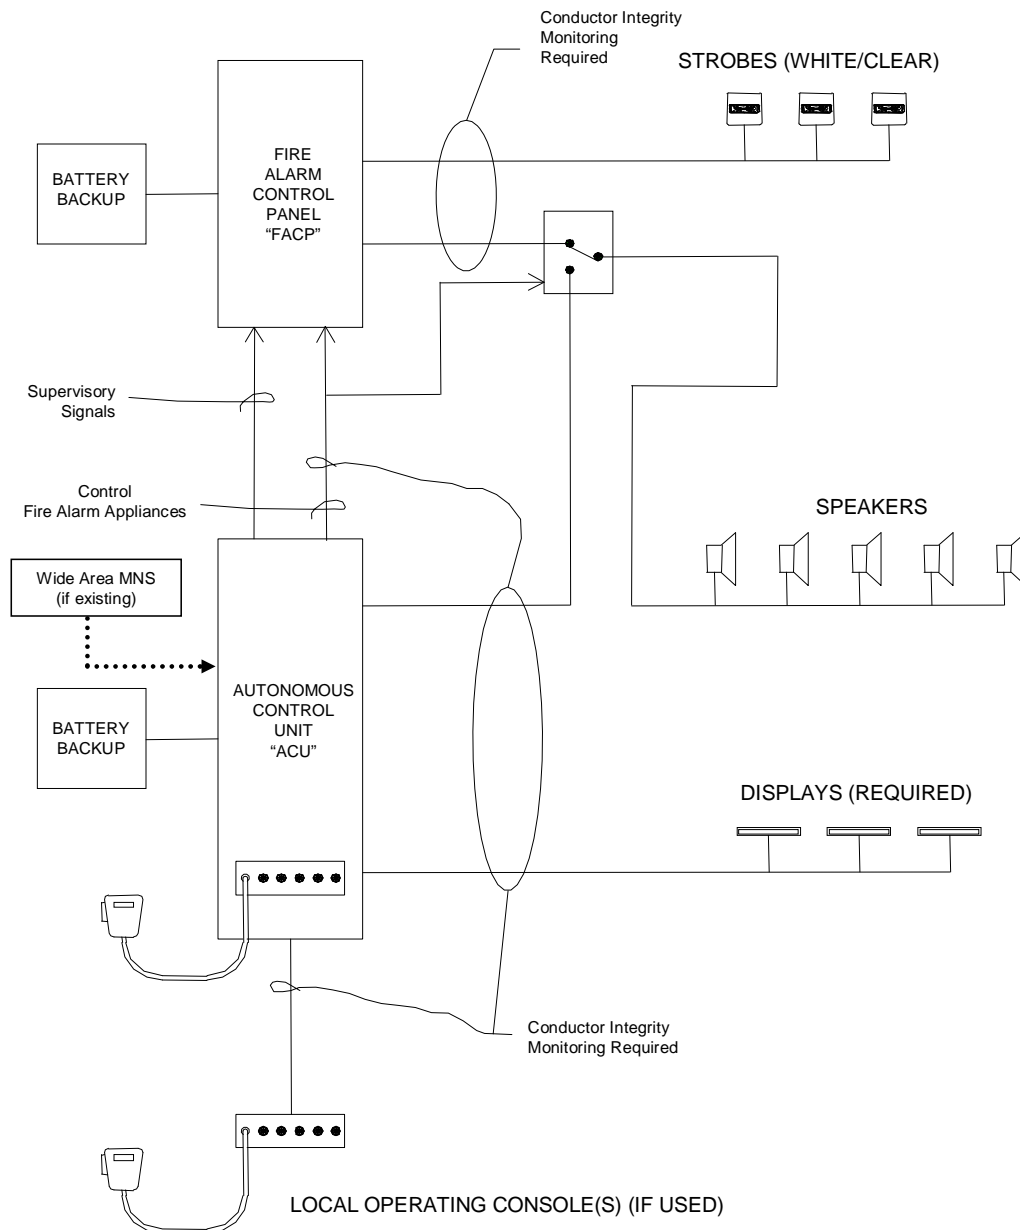 Conductor Integrity
Monitoring
Required
STROBES (WHITE/CLEAR)
FIRE
ALARM
CONTROL
PANEL
“FACP”
BATTERY
BACKUP
Supervisory
Signals
Control
Fire Alarm Appliances
SPEAKERS
Wide Area MNS
(if existing)
AUTONOMOUS
CONTROL
UNIT
“ACU”
BATTERY
BACKUP
DISPLAYS (REQUIRED)
Conductor Integrity
Monitoring Required
LOCAL OPERATING CONSOLE(S) (IF USED)